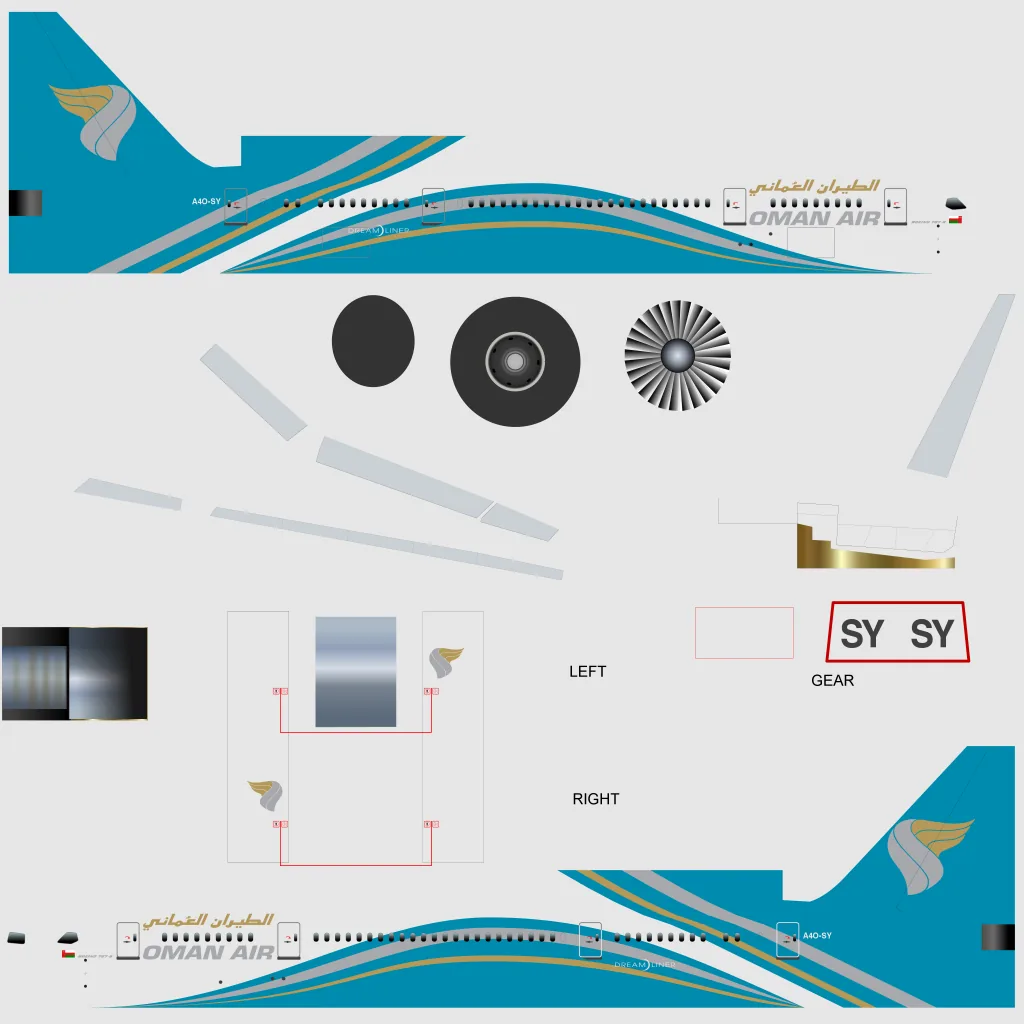 الطيران العُماني
A4O-SY
OMAN AIR
DREAMLINER
SY SY
LEFT
GEAR
RIGHT
الطيران العُماني
A4O-SY
OMAN AIR
DREAMLINER